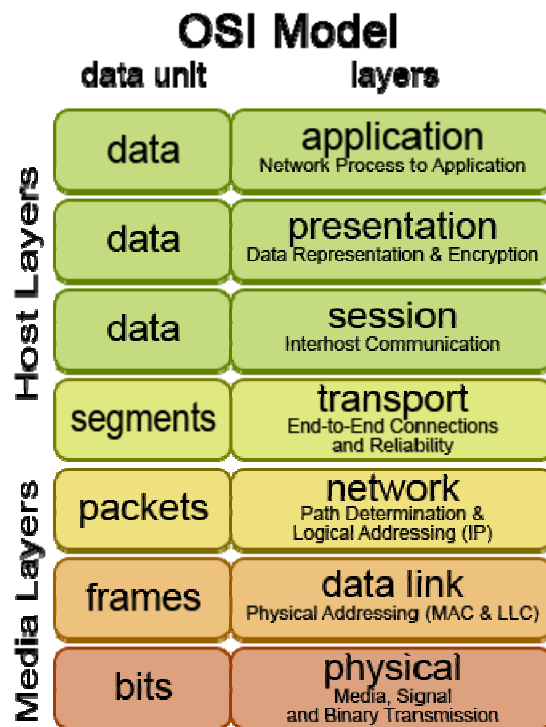 OSI Model
data unit layers
Host Layers
data application
Network Process to Application
data presentation
Data Representation & Encryption
data session
Interhost Communication
segments transport
End-to-End Connections
and Reliability
Media Layers
packets network
Path Determination &
Logical Addressing (IP)
frames data link
Physical Addressing (MAC & LLC)
bits physical
Media, Signal
and Binary Transmission